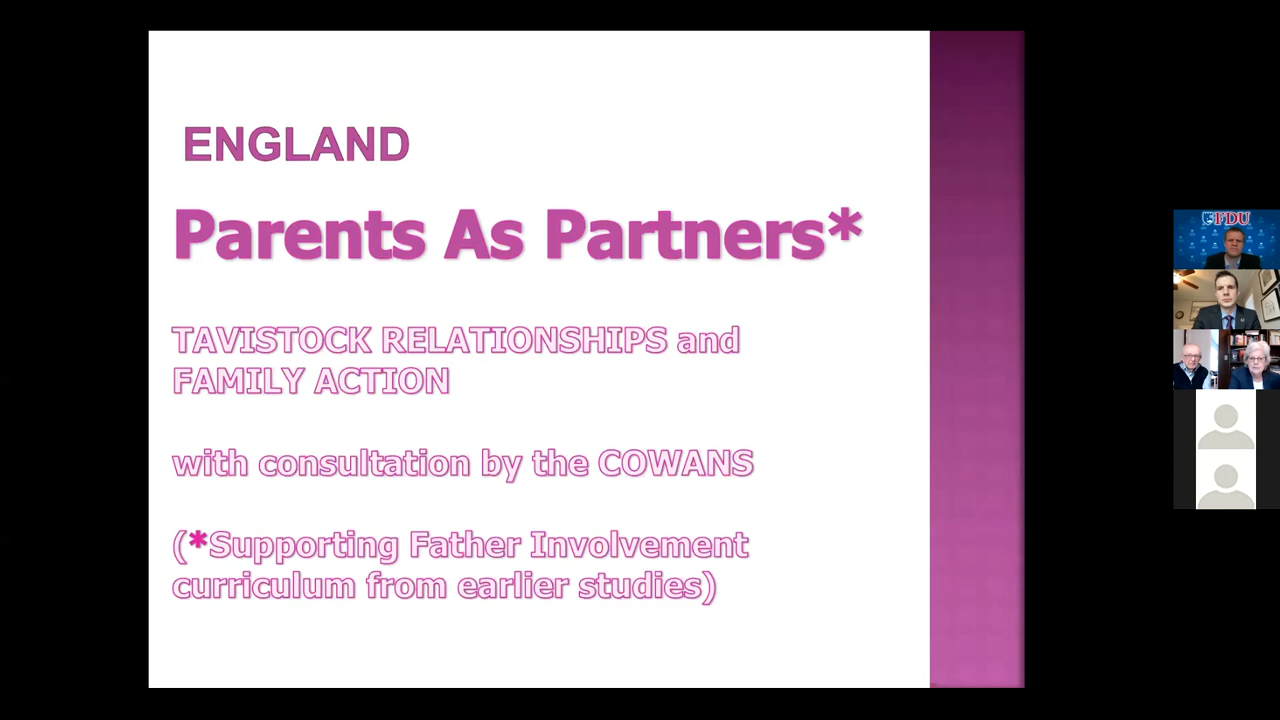 ENGLAND
Parents As Partners*
TAVISTOCK RELATIONSHIPS and
FAMILY ACTION
with consultation by the COWANS
(*Supporting Father Involvement
curriculum from earlier studies)
FDU